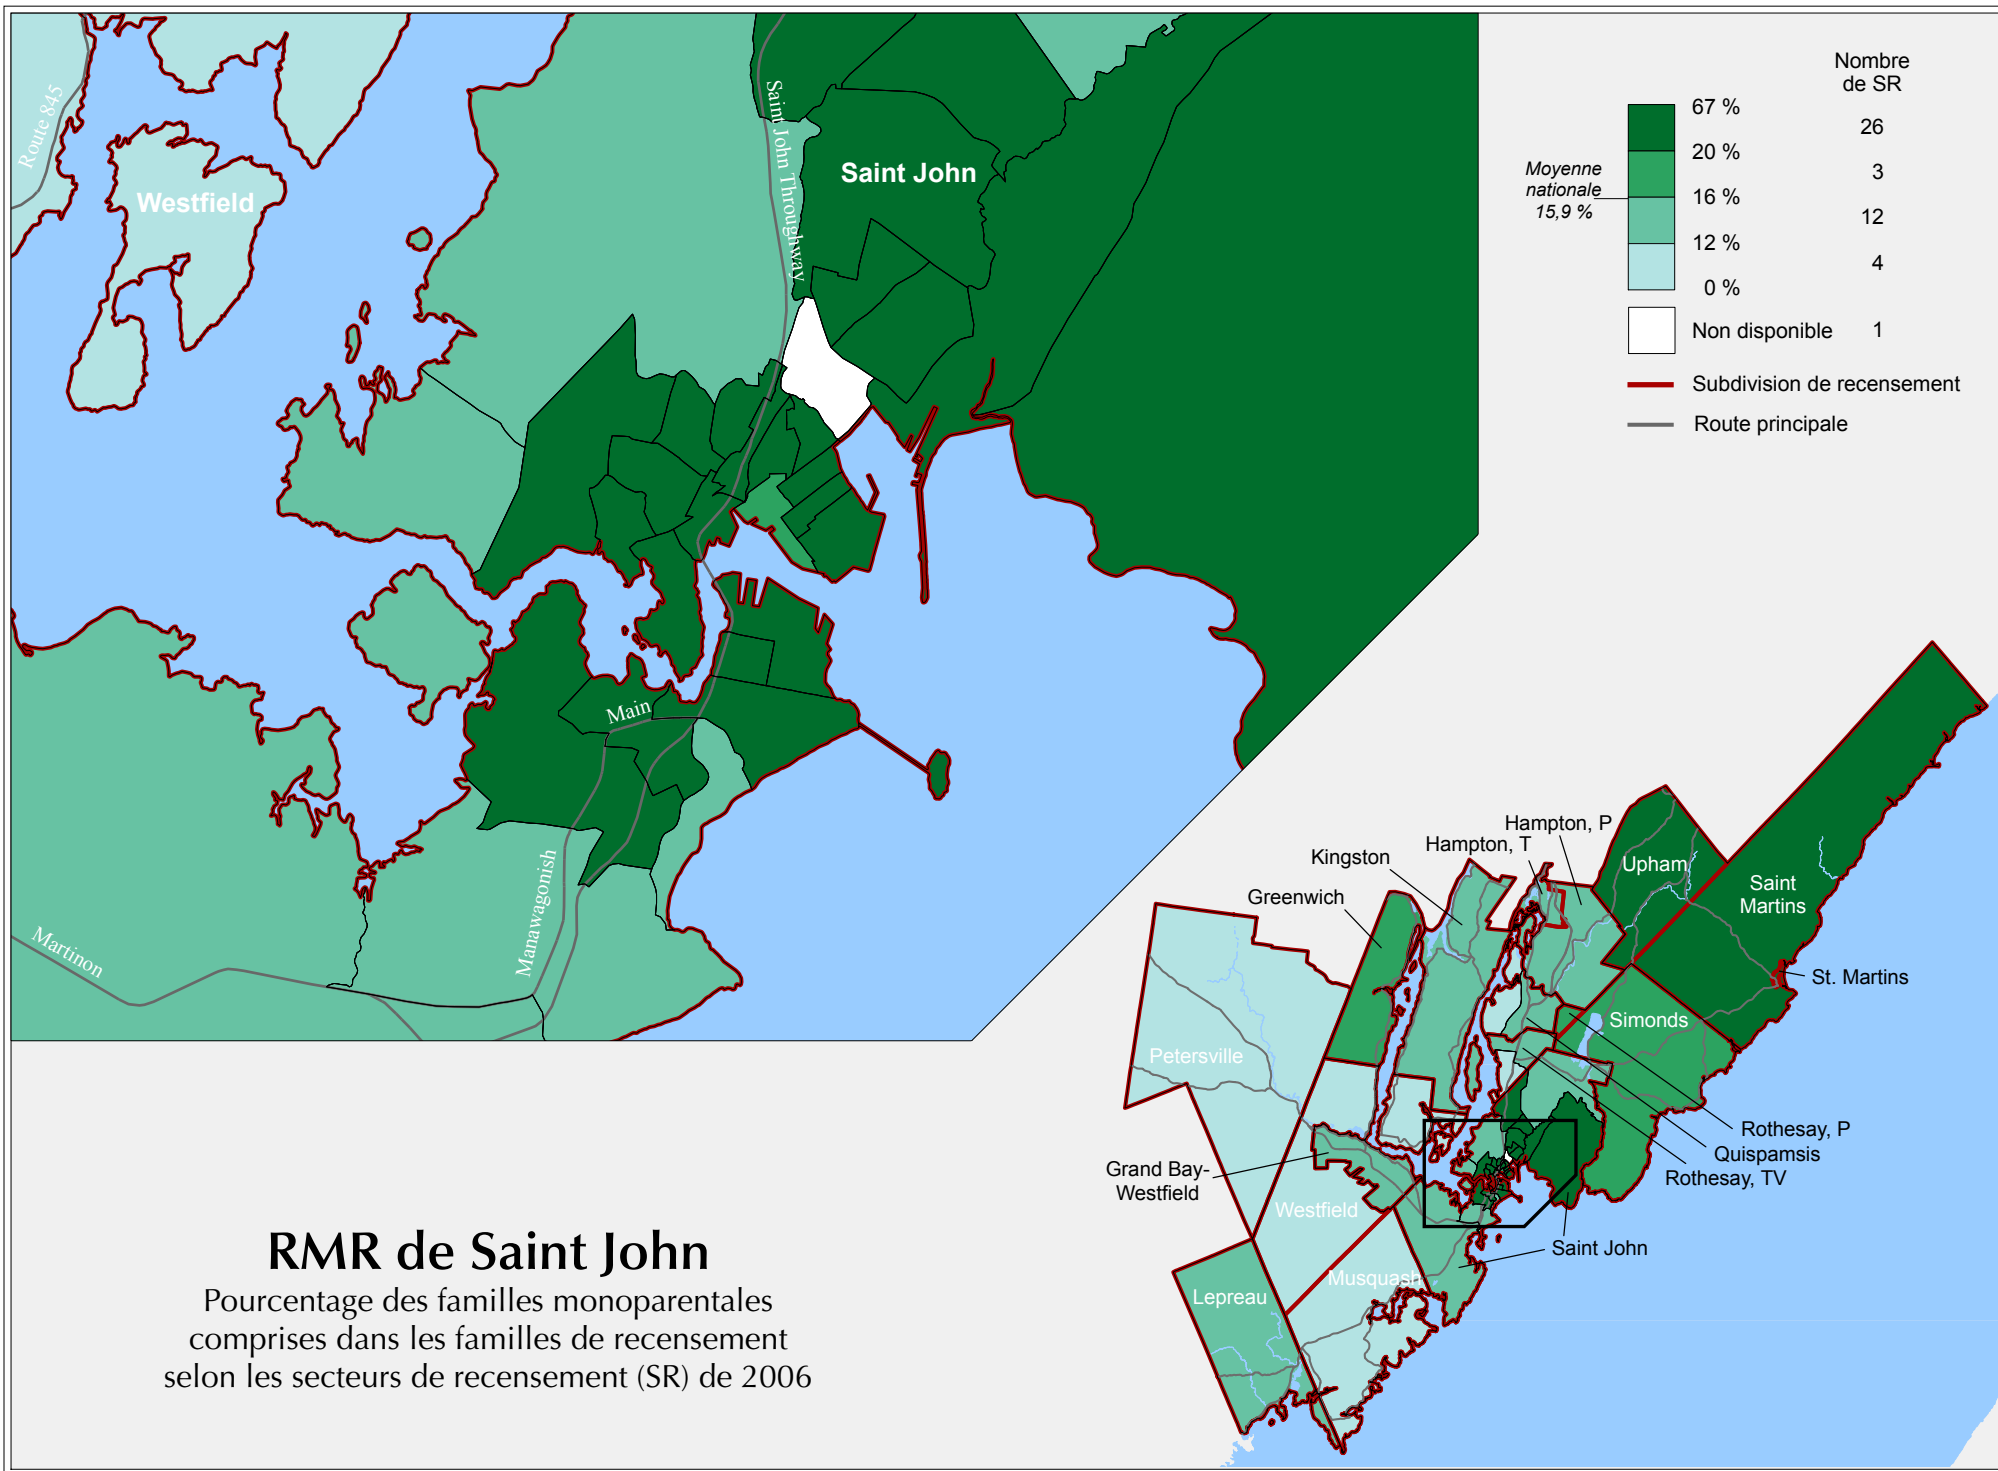 Route 845
Westfield
Saint John Throughway
Saint John
Main
Manawagonish
Martinon
Nombre
de SR
67 %
26
20 %
3
Moyenne
nationale
15,9 %
16 %
12
12 %
4
0 %
Non disponible
1
Subdivision de recensement
Route principale
Hampton, P
Hampton, T
Kingston
Greenwich
Upham
Saint
Martins
St. Martins
Simonds
Petersville
Rothesay, P
Quispamsis
Rothesay, TV
Grand Bay-
Westfield
Westfield
Saint John
Musquash
Lepreau
RMR de Saint John
Pourcentage des familles monoparentales
comprises dans les familles de recensement
selon les secteurs de recensement (SR) de 2006